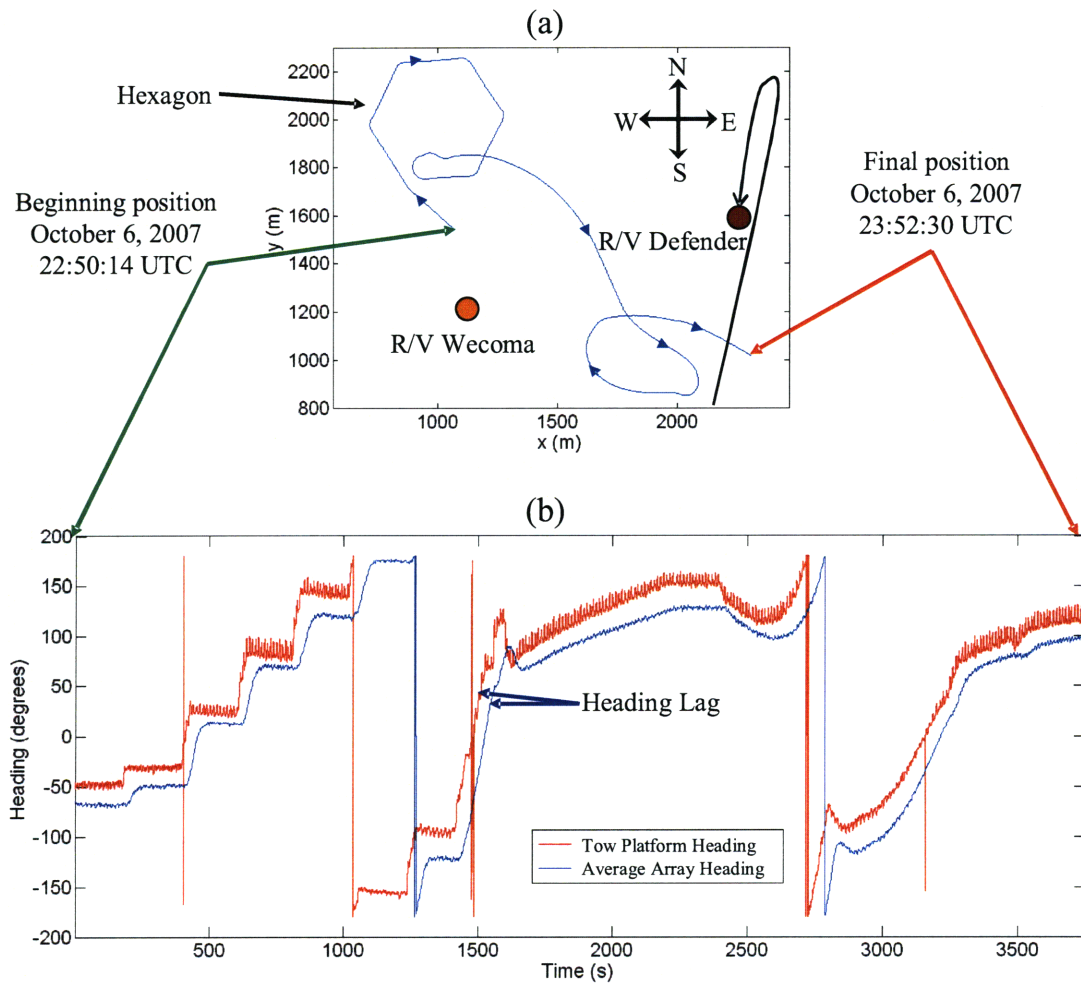 (a)
Hexagon
2200
2000
1800
1600
1400
1200
1000
800
y (m)
N
W
E
S
R/V Defender
R/V Wecoma
1000
1500
2000
x (m)
Beginning position
October 6, 2007
22:50:14 UTC
Final position
October 6, 2007
23:52:30 UTC
(b)
200
150
100
50
0
-50
-100
-150
-200
Heading (degrees)
Heading Lag
Tow Platform Heading
Average Array Heading
500
1000
1500
2000
2500
3000
3500
Time (s)